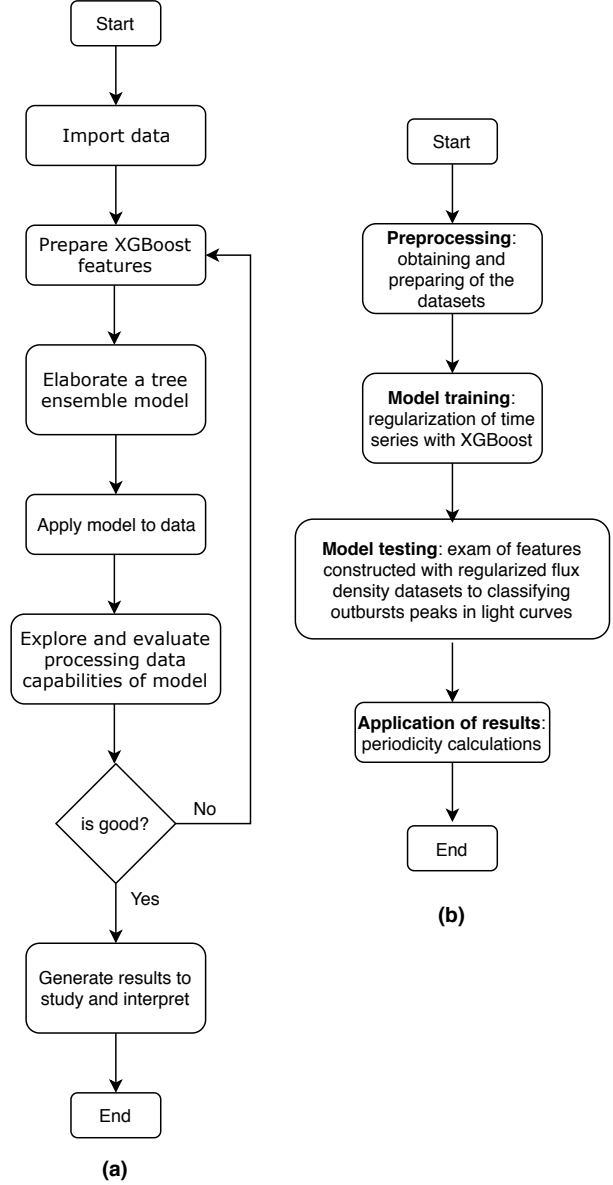 Start
Import data
Prepare XGBoost
features
Elaborate a tree
ensemble model
Apply model to data
Explore and evaluate
processing data
capabilities of model
is good?
No
Yes
Generate results to
study and interpret
End
(a)
Start
Preprocessing:
obtaining and
preparing of the
datasets
Model training:
regularization of time
series with XGBoost
Model testing: exam of features
constructed with regularized flux
density datasets to classifying
outbursts peaks in light curves
Application of results:
periodicity calculations
End
(b)